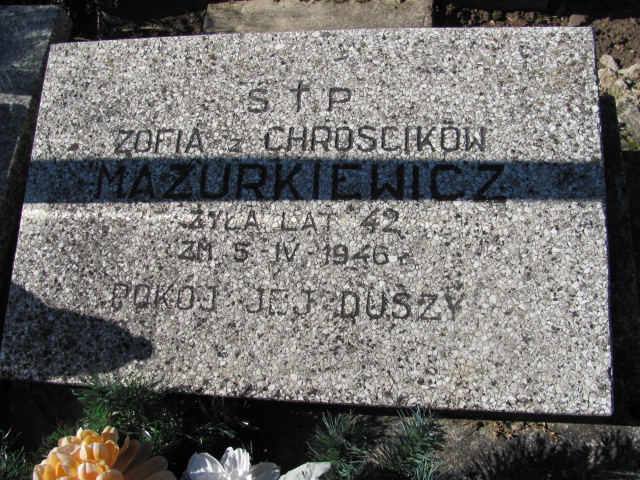 S † P
ZOFIA z CHROŚCIKÓW
MAZURKIEWICZ
ŻYŁA LAT 42
ZM. 5 IV 1946 r.
POKÓJ JEJ DUSZY